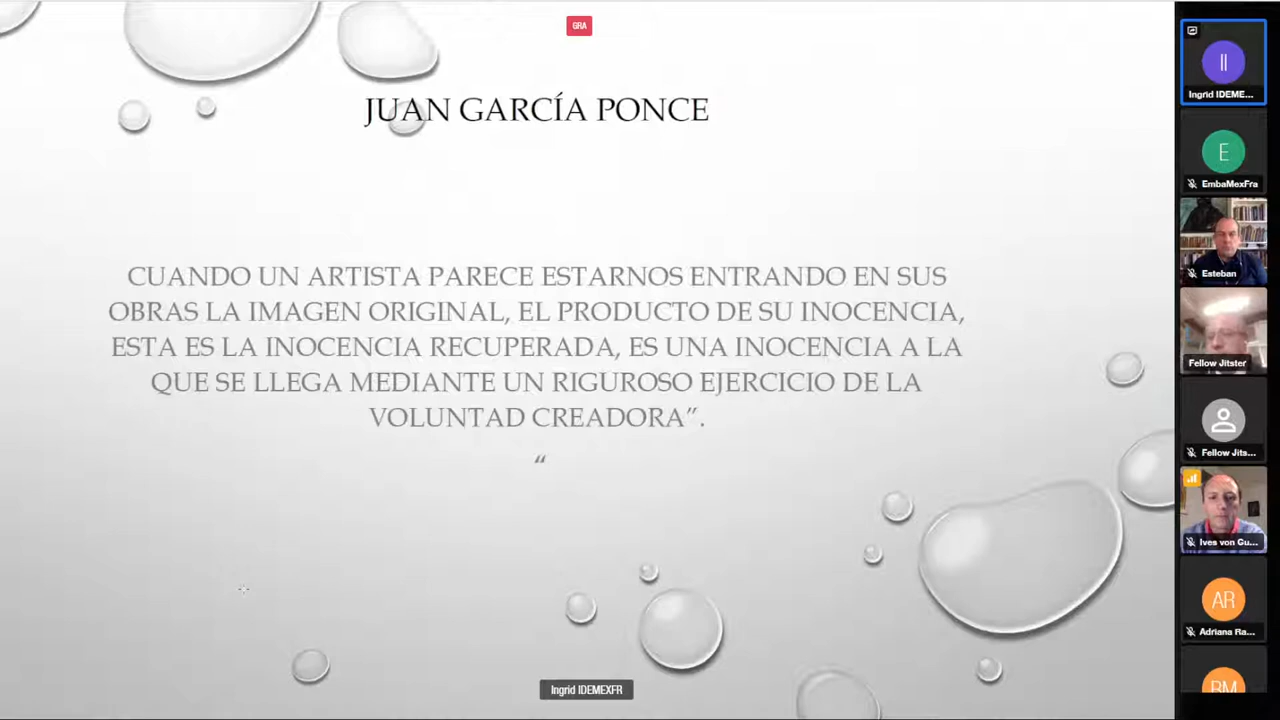 GRA
JUAN GARCÍA PONCE
CUANDO UN ARTISTA PARECE ESTARNOS ENTRANDO EN SUS
OBRAS LA IMAGEN ORIGINAL, EL PRODUCTO DE SU INOCENCIA,
ESTA ES LA INOCENCIA RECUPERADA, ES UNA INOCENCIA A LA
QUE SE LLEGA MEDIANTE UN RIGUROSO EJERCICIO DE LA
VOLUNTAD CREADORA”.
“
Ingrid IDEMEXFR
II
Ingrid IDEME...
E
EmbaMexFra
Esteban
Fellow Jitster
Fellow Jits...
Ives von Gu...
AR
Adriana Ra...
BM